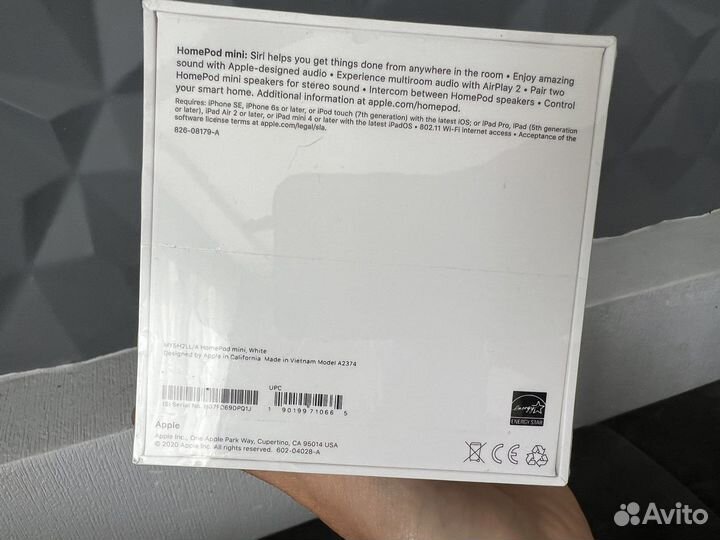 HomePod mini: Siri helps you get things done from anywhere in the room • Enjoy amazing
sound with Apple-designed audio • Experience multiroom audio with AirPlay 2 • Pair two
HomePod mini speakers for stereo sound • Intercom between HomePod speakers • Control
your smart home. Additional information at apple.com/homepod.
Requires: iPhone SE, iPhone 6s or later, or iPod touch (7th generation) with the latest iOS; or iPad Pro, iPad (5th generation
or later), iPad Air 2 or later, or iPad mini 4 or later with the latest iPadOS • 802.11 Wi-Fi internet access • Acceptance of the
software license terms at apple.com/legal/sla.
826-08179-A
MY5H2LL/A HomePod mini, White
Designed by Apple in California Made in Vietnam Model A2374
UPC
(S) Serial No.
1 90199 71066 5
energy
ENERGY STAR
Apple
Apple Inc., One Apple Park Way, Cupertino, CA 95014 USA
© 2020 Apple Inc. All rights reserved. 602-04028-A
CE
Avito